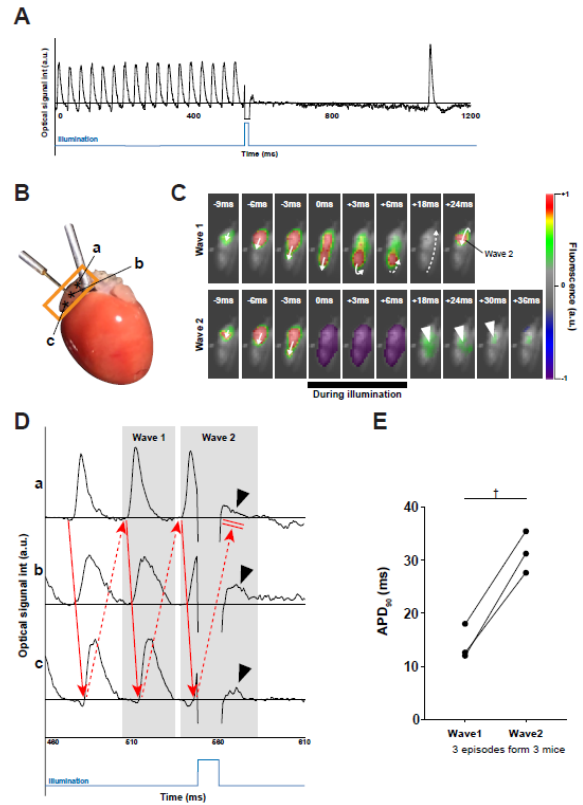 A
Optical sigunal int (a.u.)
0 400 800 1200
Illumination
Time (ms)
B
a
b
c
C
Wave 1
-9ms -6ms -3ms 0ms +3ms +6ms +18ms +24ms
Wave 2
Wave 2
-9ms -6ms -3ms 0ms +3ms +6ms +18ms +24ms +30ms +36ms
During illumination
+1
0
-1
Fluorescence (a.u.)
D
Wave 1 Wave 2
a
b
c
Optical sigunal int (a.u.)
460 510 560 610
Illumination
Time (ms)
E
†
40
30
20
10
0
APD90 (ms)
Wave1 Wave2
3 episodes form 3 mice